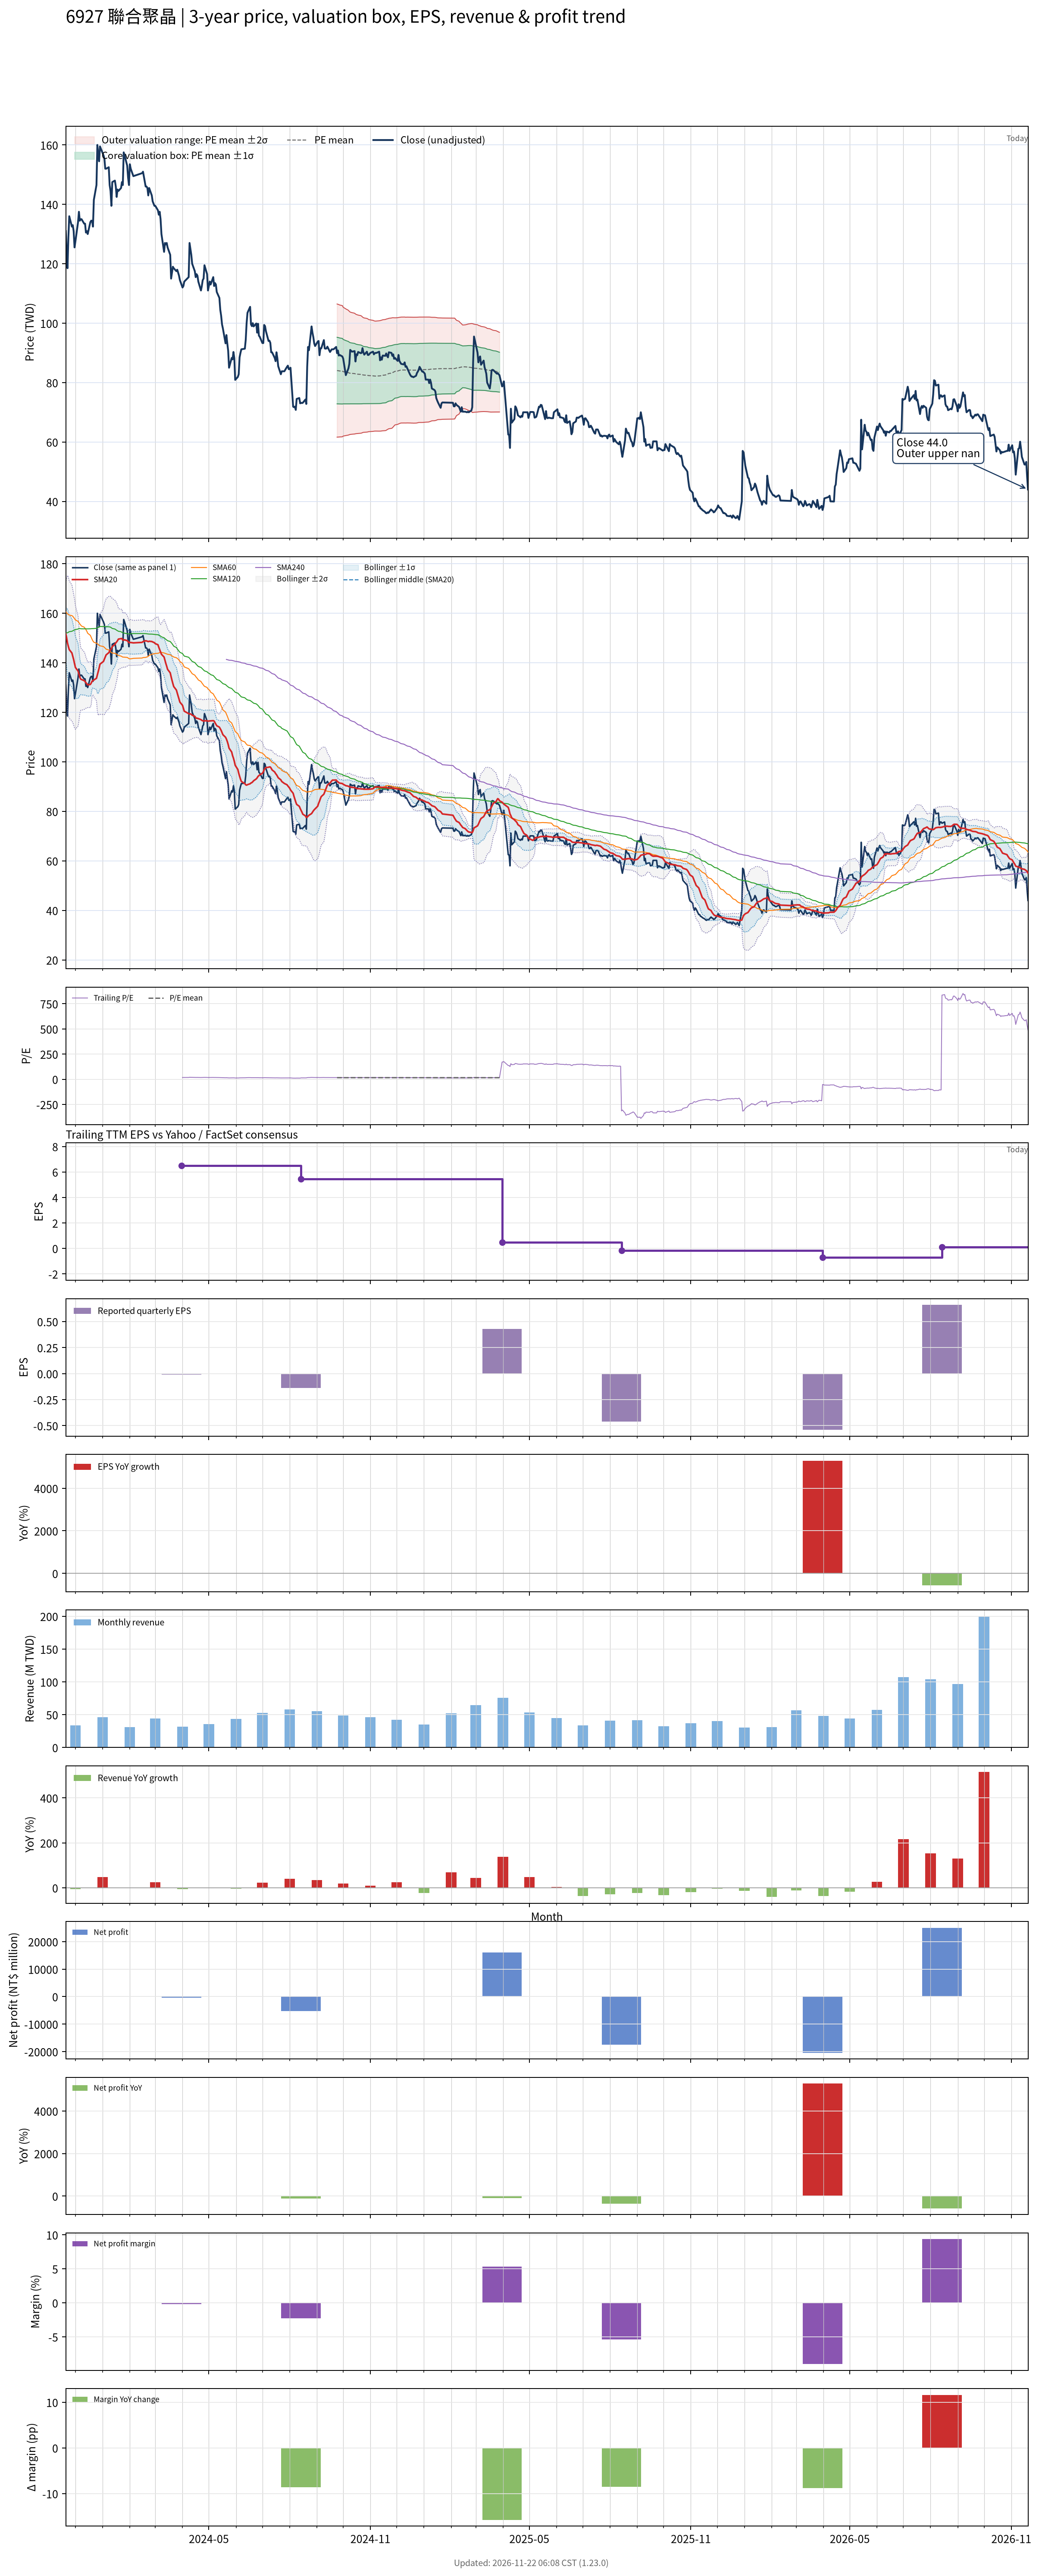 6927 聯合聚晶 | 3-year price, valuation box, EPS, revenue & profit trend
Outer valuation range: PE mean ±2σ
PE mean
Close (unadjusted)
Core valuation box: PE mean ±1σ
Today
160
140
120
100
80
60
40
Price (TWD)
Close 44.0
Outer upper nan
Close (same as panel 1)
SMA20
SMA60
SMA120
SMA240
Bollinger ±2σ
Bollinger ±1σ
Bollinger middle (SMA20)
180
160
140
120
100
80
60
40
20
Price
Trailing P/E
P/E mean
750
500
250
0
-250
P/E
Trailing TTM EPS vs Yahoo / FactSet consensus
Today
8
6
4
2
0
-2
EPS
Reported quarterly EPS
0.50
0.25
0.00
-0.25
-0.50
EPS
EPS YoY growth
4000
2000
0
YoY (%)
Monthly revenue
200
150
100
50
0
Revenue (M TWD)
Revenue YoY growth
400
200
0
YoY (%)
Month
Net profit
20000
10000
0
-10000
-20000
Net profit (NT$ million)
Net profit YoY
4000
2000
0
YoY (%)
Net profit margin
10
5
0
-5
Margin (%)
Margin YoY change
10
0
-10
Δ margin (pp)
2024-05
2024-11
2025-05
2025-11
2026-05
2026-11
Updated: 2026-11-22 06:08 CST (1.23.0)